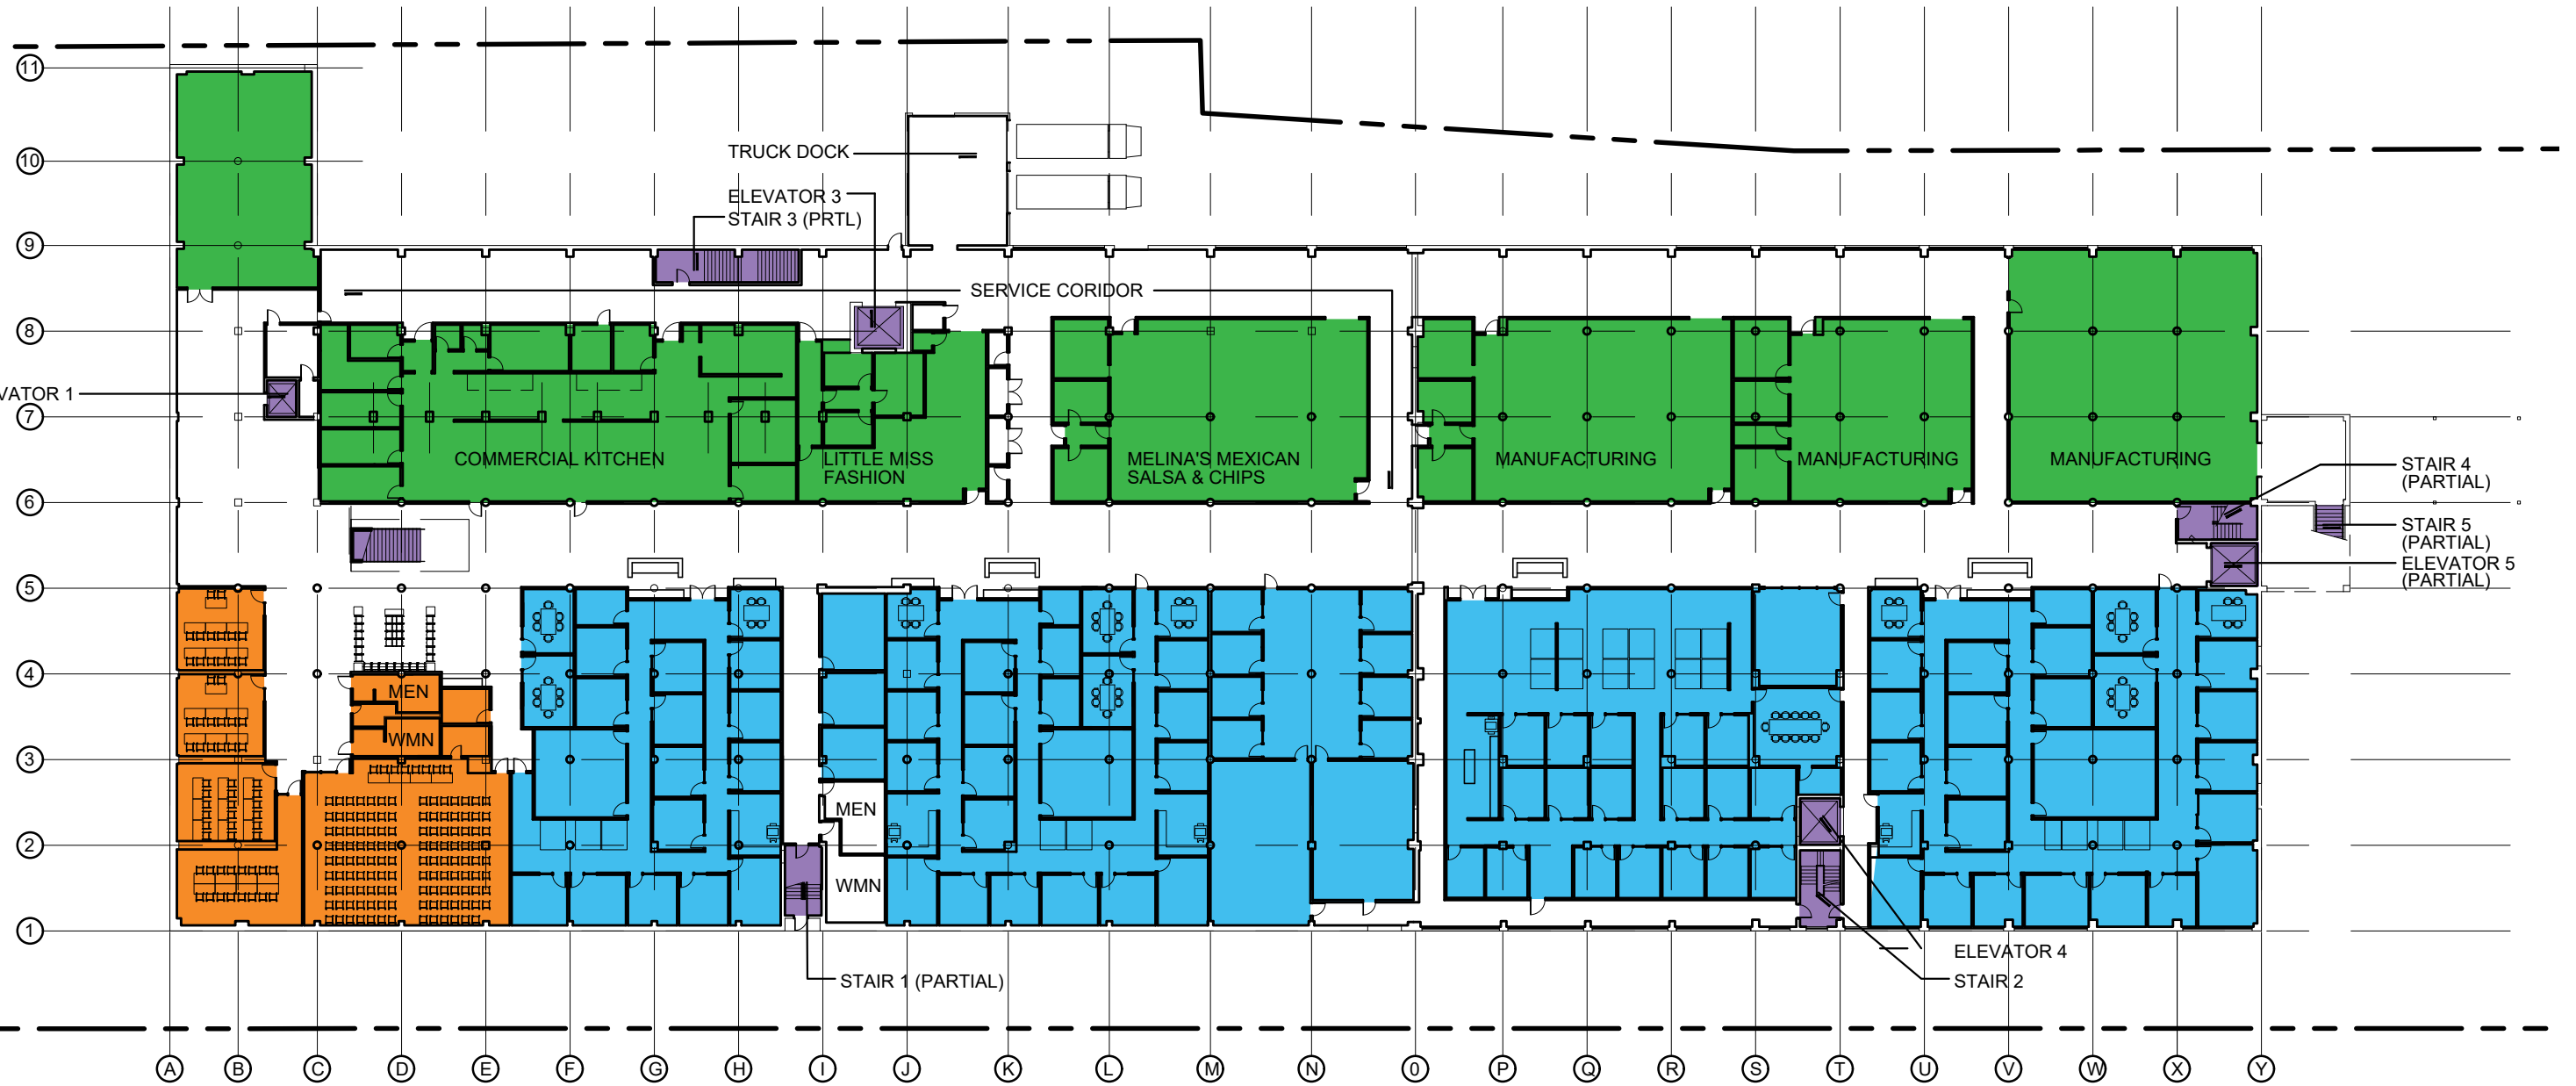 11
10
TRUCK DOCK
ELEVATOR 3
STAIR 3 (PRTL)
9
SERVICE CORIDOR
8
VATOR 1
7
COMMERCIAL KITCHEN
LITTLE MISS
FASHION
MELINA'S MEXICAN
SALSA & CHIPS
MANUFACTURING
MANUFACTURING
MANUFACTURING
STAIR 4
(PARTIAL)
6
STAIR 5
(PARTIAL)
ELEVATOR 5
(PARTIAL)
5
4
MEN
WMN
3
MEN
2
WMN
1
ELEVATOR 4
STAIR 1 (PARTIAL)
STAIR 2
A B C D E F G H I J K L M N 0 P Q R S T U V W X Y